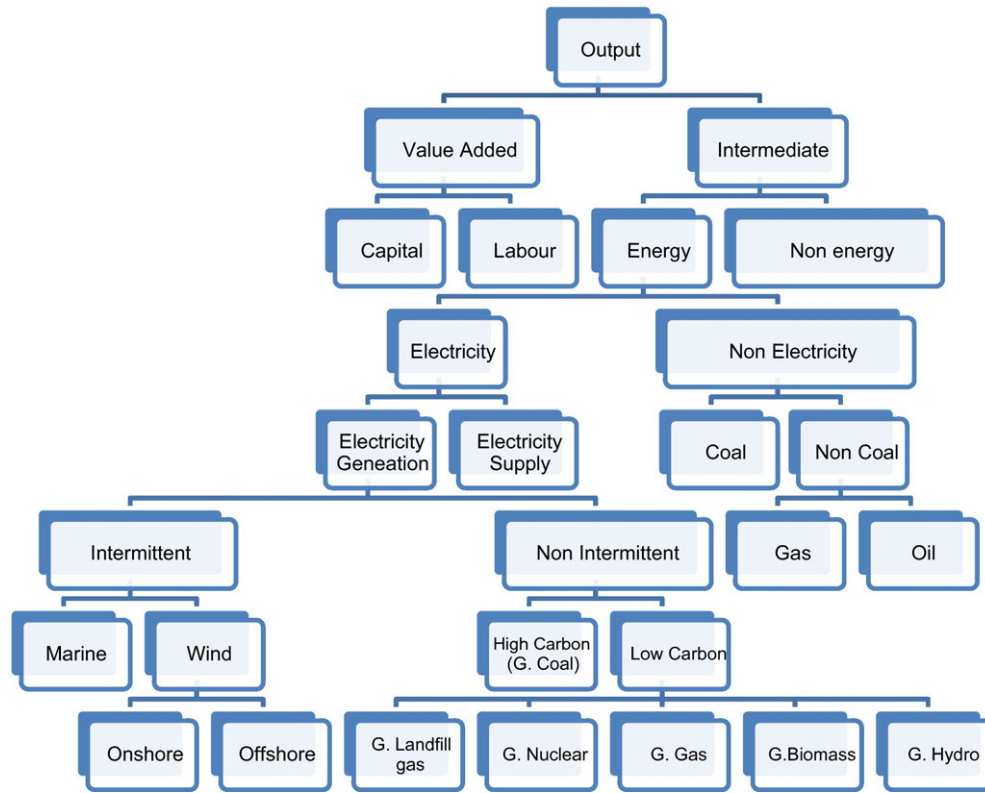 Output
Value Added
Intermediate
Capital
Labour
Energy
Non energy
Electricity
Non Electricity
Electricity
Geneation
Electricity
Supply
Coal
Non Coal
Intermittent
Non Intermittent
Gas
Oil
Marine
Wind
High Carbon
(G. Coal)
Low Carbon
Onshore
Offshore
G. Landfill
gas
G. Nuclear
G. Gas
G.Biomass
G. Hydro